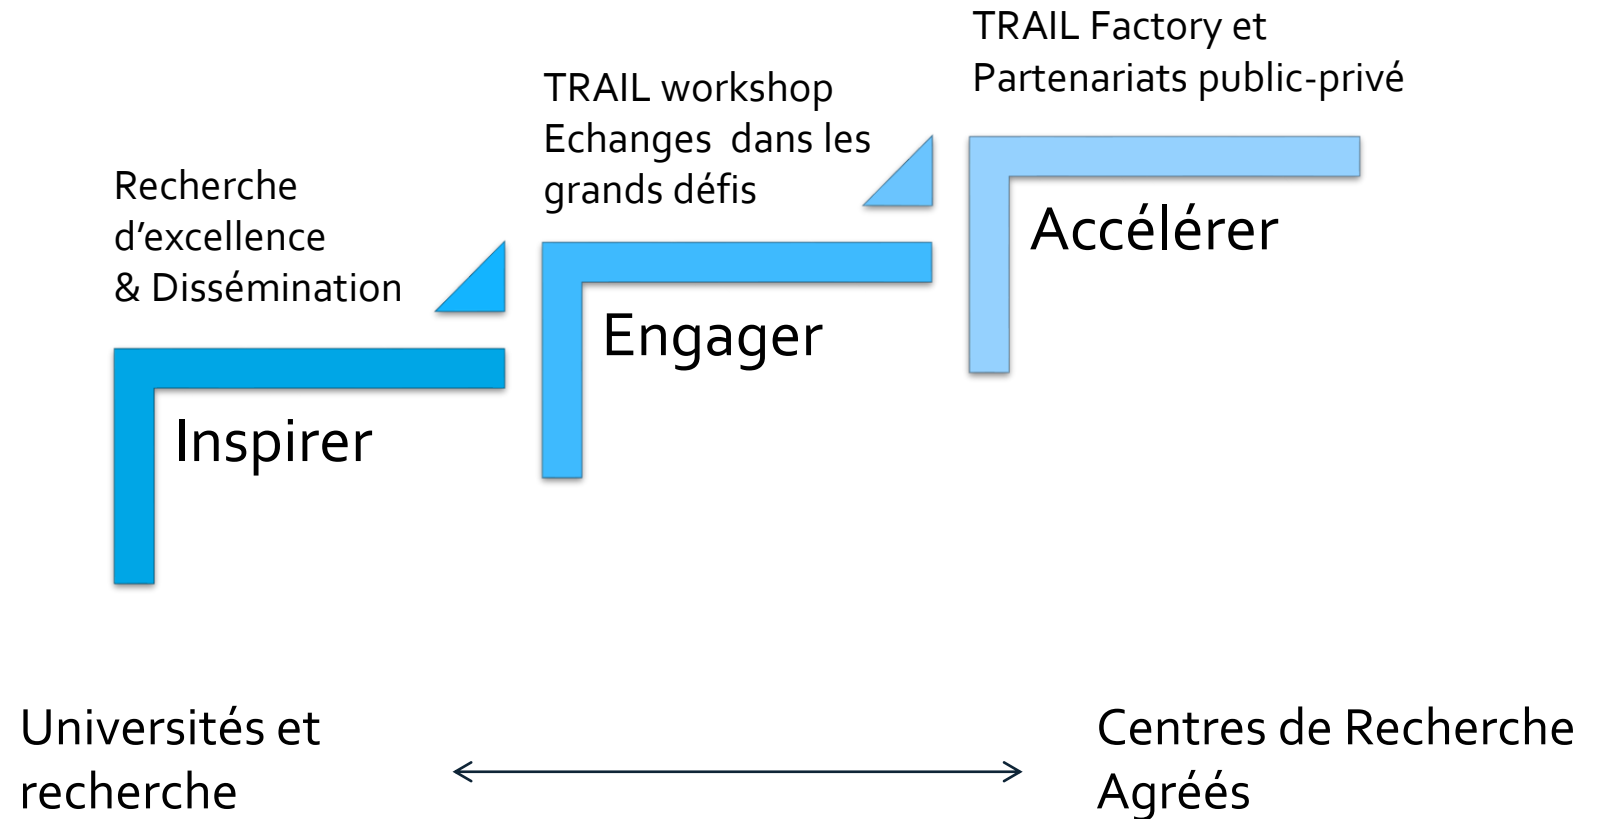 TRAIL Factory et
Partenariats public-privé
TRAIL workshop
Echanges dans les
grands défis
Recherche
d'excellence
& Dissémination
Accélérer
Engager
Inspirer
Universités et
recherche
Centres de Recherche
Agréés